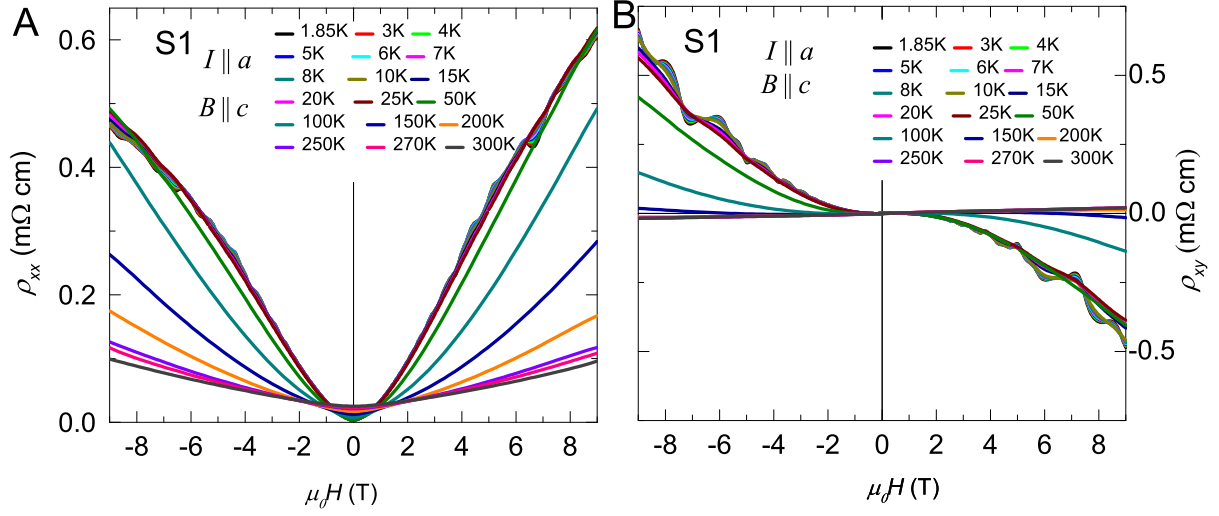 A
S1
I || a
B || c
1.85K 3K 4K
5K 6K 7K
8K 10K 15K
20K 25K 50K
100K 150K 200K
250K 270K 300K
0.6
0.4
0.2
0.0
-8 -6 -4 -2 0 2 4 6 8
μ0H (T)
ρxx (mΩ cm)
B
S1
I || a
B || c
1.85K 3K 4K
5K 6K 7K
8K 10K 15K
20K 25K 50K
100K 150K 200K
250K 270K 300K
0.5
0.0
-0.5
-8 -6 -4 -2 0 2 4 6 8
μ0H (T)
ρxy (mΩ cm)